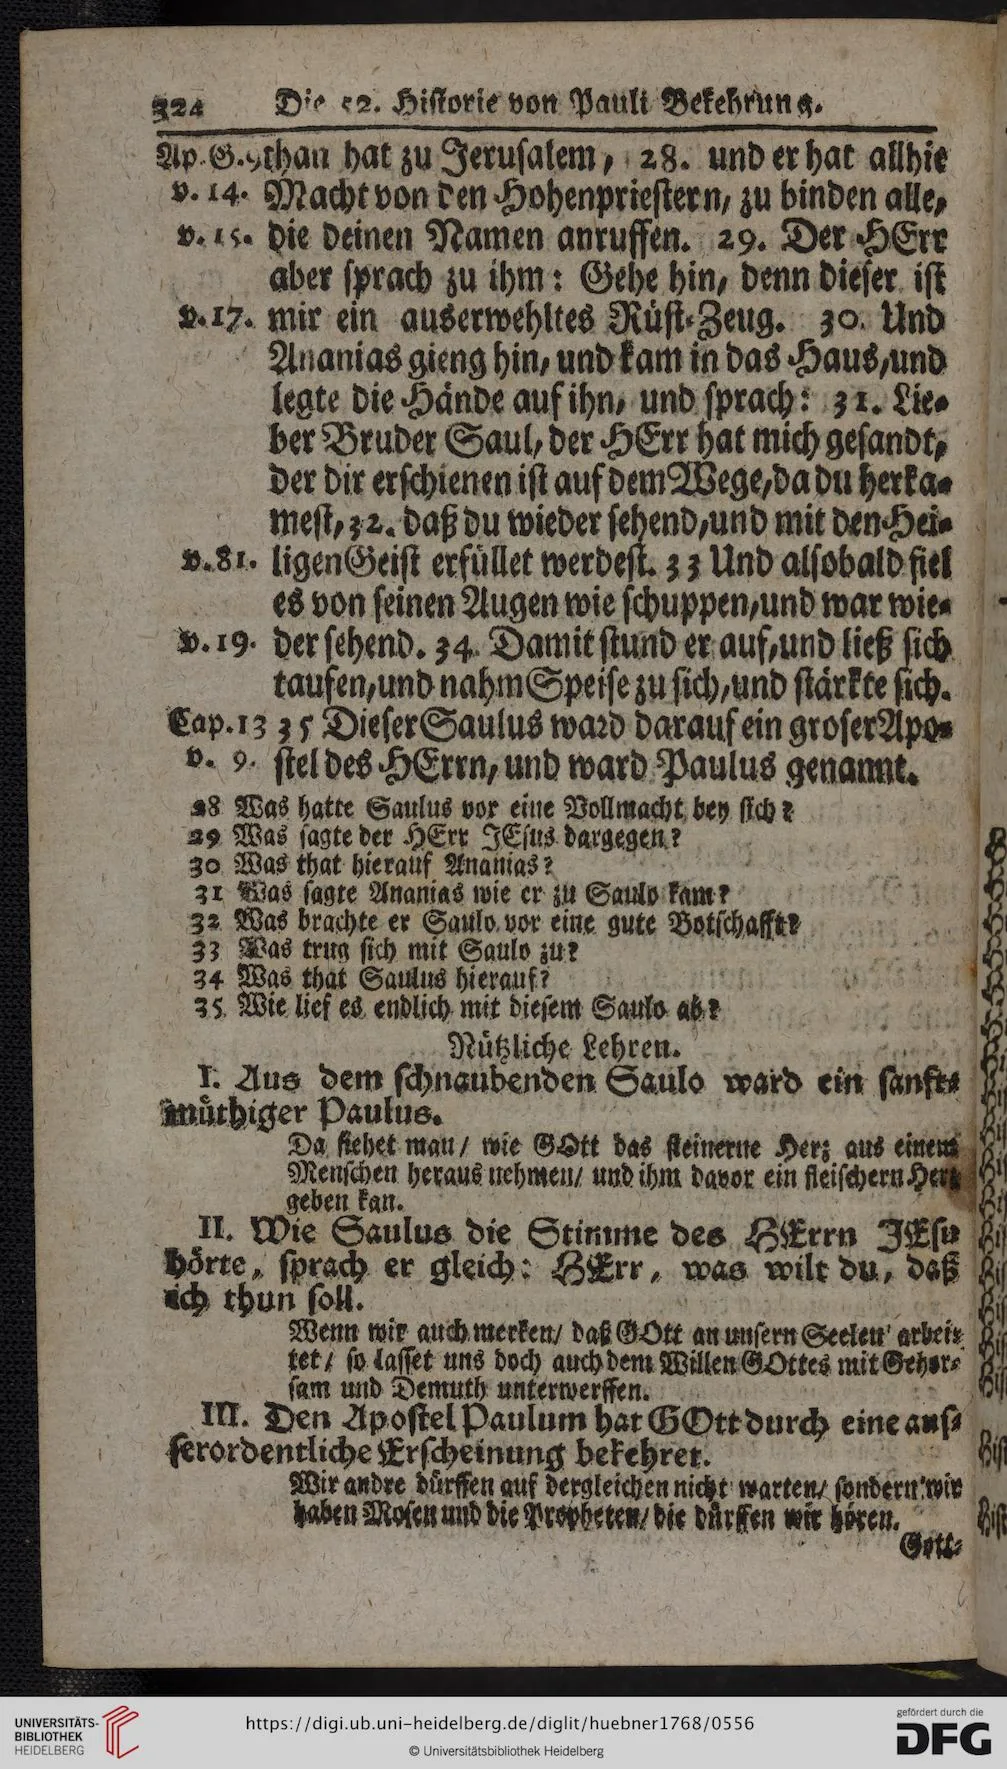 324 Die 52. Historie von Pauli Bekehrung.
Ap. G. 9 than hat zu Jerusalem, 28. und er hat allhie
v. 14. Macht von den Hohenpriestern, zu binden alle,
v. 15. die deinen Namen anruffen. 29. Der HErr
aber sprach zu ihm: Gehe hin, denn dieser ist
v. 17. mir ein auserwehltes Rüst-Zeug. 30. Und
Ananias gieng hin, und kam in das Haus, und
legte die Hände auf ihn, und sprach: 31. Lie-
ber Bruder Saul, der HErr hat mich gesandt,
der dir erschienen ist auf dem Wege, da du herka-
mest, 32. daß du wieder sehend, und mit den Hei-
v. 81. ligen Geist erfüllet werdest. 33 Und alsobald fiel
es von seinen Augen wie schuppen, und war wie-
v. 19. der sehend. 34. Damit stund er auf, und ließ sich
taufen, und nahm Speise zu sich, und stärkte sich.
Cap. 13 35 Dieser Saulus ward darauf ein groser Apo-
v. 9. stel des HErrn, und ward Paulus genannt.
28 Was hatte Saulus vor eine Vollmacht bey sich?
29 Was sagte der HErr JEsus dargegen?
30 Was that hierauf Ananias?
31 Was sagte Ananias wie er zu Saulo kam?
32 Was brachte er Saulo vor eine gute Botschafft?
33 Was trug sich mit Saulo zu?
34 Was that Saulus hierauf?
35. Wie lief es endlich mit diesem Saulo ab?
Nützliche Lehren.
I. Aus dem schnaubenden Saulo ward ein sanft-
müthiger Paulus.
Da siehet man / wie GOtt das steinerne Herz aus einem
Menschen heraus nehmen / und ihm davor ein fleischern Hertz
geben kan.
II. Wie Saulus die Stimme des HErrn JEsu
hörte, sprach er gleich: HErr, was wilt du, daß
ich thun soll.
Wenn wir auch merken / daß GOtt an unsern Seelen arbei-
tet / so lasset uns doch auch dem Willen GOttes mit Gehor-
sam und Demuth unterwerffen.
III. Den Apostel Paulum hat GOtt durch eine aus-
serordentliche Erscheinung bekehret.
Wir andre dürffen auf dergleichen nicht warten / sondern wir
haben Mosen und die Propheten / die dürffen wir hören.
Gott-
UNIVERSITÄTS-
BIBLIOTHEK
HEIDELBERG
https://digi.ub.uni-heidelberg.de/diglit/huebner1768/0556
© Universitätsbibliothek Heidelberg
gefördert durch die
DFG